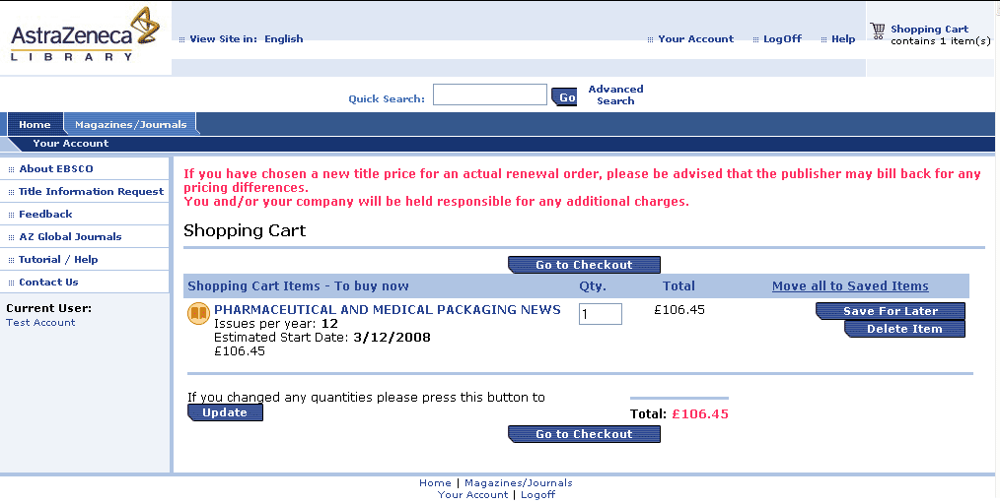 AstraZeneca
LIBRARY
View Site in: English
Your Account
LogOff
Help
Shopping Cart
contains 1 item(s)
Quick Search:
Go
Advanced
Search
Home
Magazines/Journals
Your Account
About EBSCO
Title Information Request
Feedback
AZ Global Journals
Tutorial / Help
Contact Us
Current User:
Test Account
If you have chosen a new title price for an actual renewal order, please be advised that the publisher may bill back for any
pricing differences.
You and/or your company will be held responsible for any additional charges.
Shopping Cart
Go to Checkout
Shopping Cart Items - To buy now Qty. Total Move all to Saved Items
PHARMACEUTICAL AND MEDICAL PACKAGING NEWS 1 £106.45 Save For Later
Issues per year: 12
Delete Item
Estimated Start Date: 3/12/2008
£106.45
If you changed any quantities please press this button to
Update
Total: £106.45
Go to Checkout
Home | Magazines/Journals
Your Account | Logoff